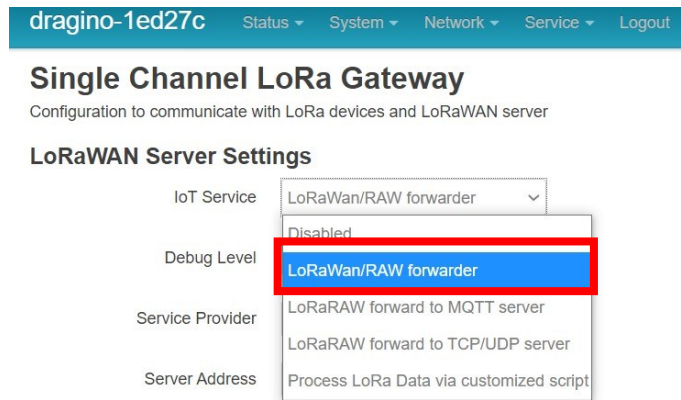 dragino-1ed27c Status System Network Service Logout
Single Channel LoRa Gateway
Configuration to communicate with LoRa devices and LoRaWAN server
LoRaWAN Server Settings
IoT Service LoRaWan/RAW forwarder
Disabled
Debug Level LoRaWan/RAW forwarder
Service Provider LoRaRAW forward to MQTT server
LoRaRAW forward to TCP/UDP server
Server Address Process LoRa Data via customized script